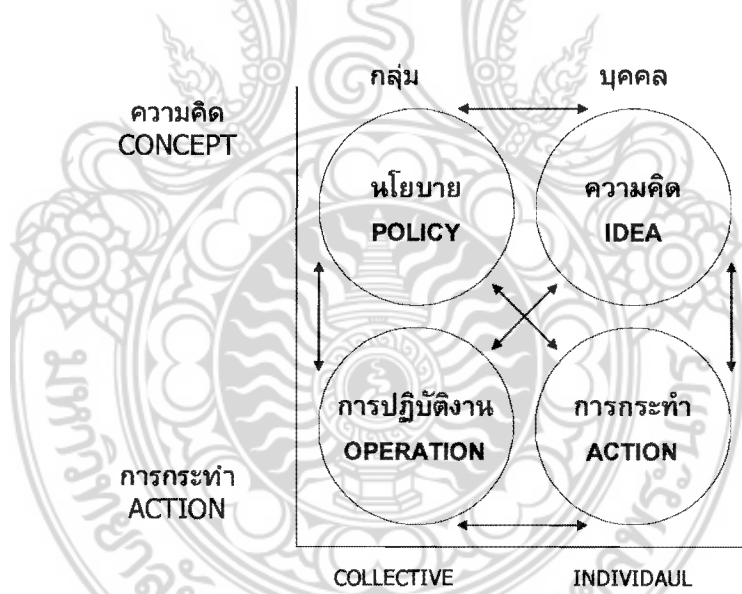 กลุ่ม บุคคล
ความคิด
CONCEPT
นโยบาย ความคิด
POLICY IDEA
การปฏิบัติงาน การกระทำ
OPERATION ACTION
การกระทำ
ACTION
COLLECTIVE INDIVIDAUL